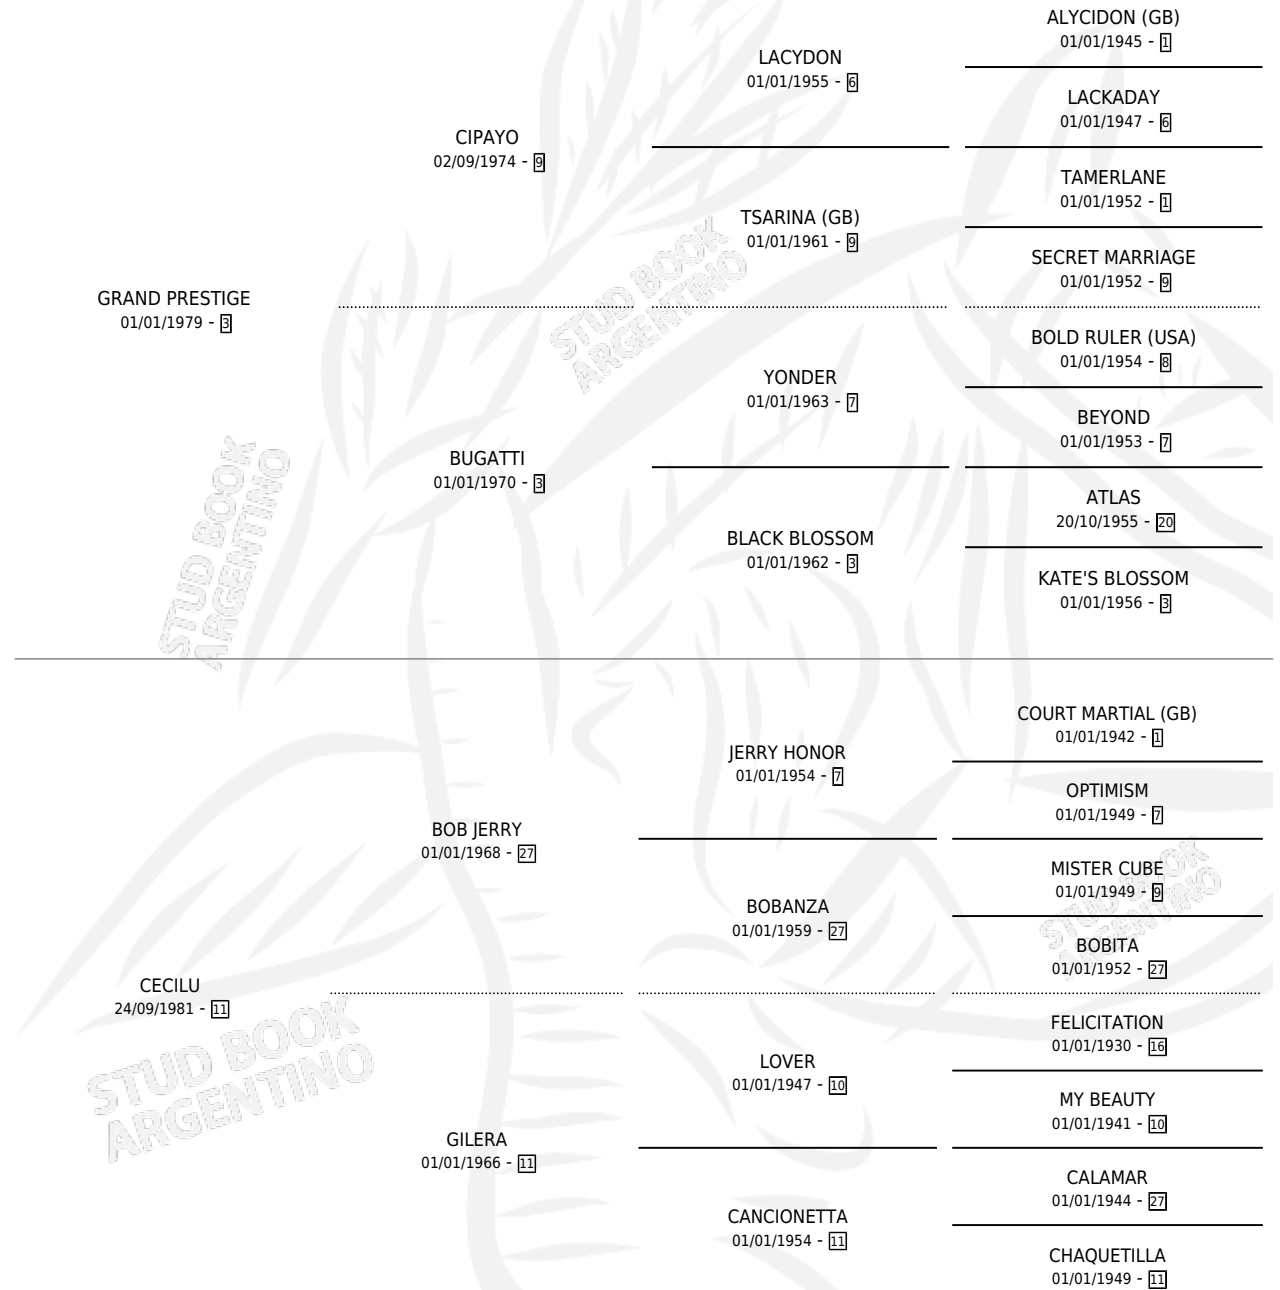 ALYCIDON (GB)
01/01/1945 - 1
LACYDON
01/01/1955 - 6
LACKADAY
01/01/1947 - 6
CIPAYO
02/09/1974 - 9
TAMERLANE
01/01/1952 - 1
TSARINA (GB)
01/01/1961 - 9
SECRET MARRIAGE
01/01/1952 - 9
GRAND PRESTIGE
01/01/1979 - 3
STUD BOOK
ARGENTINO
BOLD RULER (USA)
01/01/1954 - 8
YONDER
01/01/1963 - 7
BEYOND
01/01/1953 - 7
BUGATTI
01/01/1970 - 3
ATLAS
20/10/1955 - 20
BLACK BLOSSOM
01/01/1962 - 3
KATE'S BLOSSOM
01/01/1956 - 3
STUD BOOK
ARGENTINO
COURT MARTIAL (GB)
01/01/1942 - 1
JERRY HONOR
01/01/1954 - 7
OPTIMISM
01/01/1949 - 7
BOB JERRY
01/01/1968 - 27
MISTER CUBE
01/01/1949 - 9
BOBANZA
01/01/1959 - 27
BOBITA
01/01/1952 - 27
STUD BOOK
ARGENTINO
CECILU
24/09/1981 - 11
FELICITATION
01/01/1930 - 16
LOVER
01/01/1947 - 10
MY BEAUTY
01/01/1941 - 10
STUD BOOK
ARGENTINO
GILERA
01/01/1966 - 11
CALAMAR
01/01/1944 - 27
CANCIONETTA
01/01/1954 - 11
CHAQUETILLA
01/01/1949 - 11